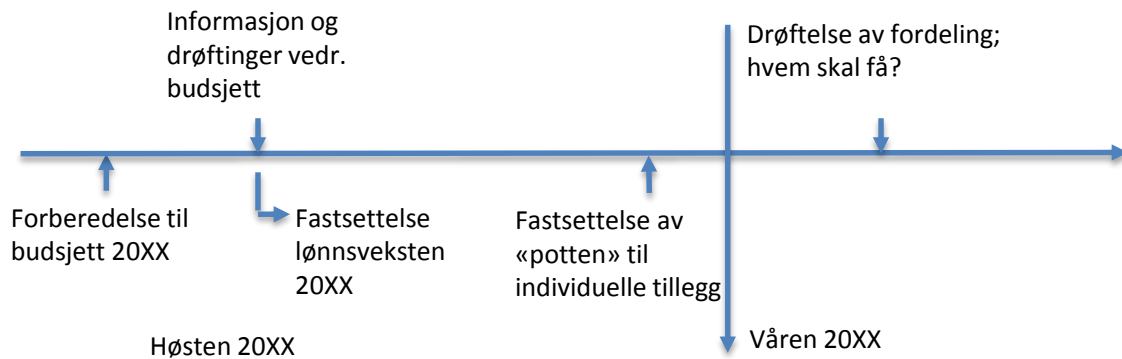 Informasjon og
drøftinger vedr.
budsjett
Drøftelse av fordeling;
hvem skal få?
Forberedelse til
budsjett 20XX
Fastsettelse
lønnsveksten
20XX
Fastsettelse av
«potten» til
individuelle tillegg
Høsten 20XX
Våren 20XX